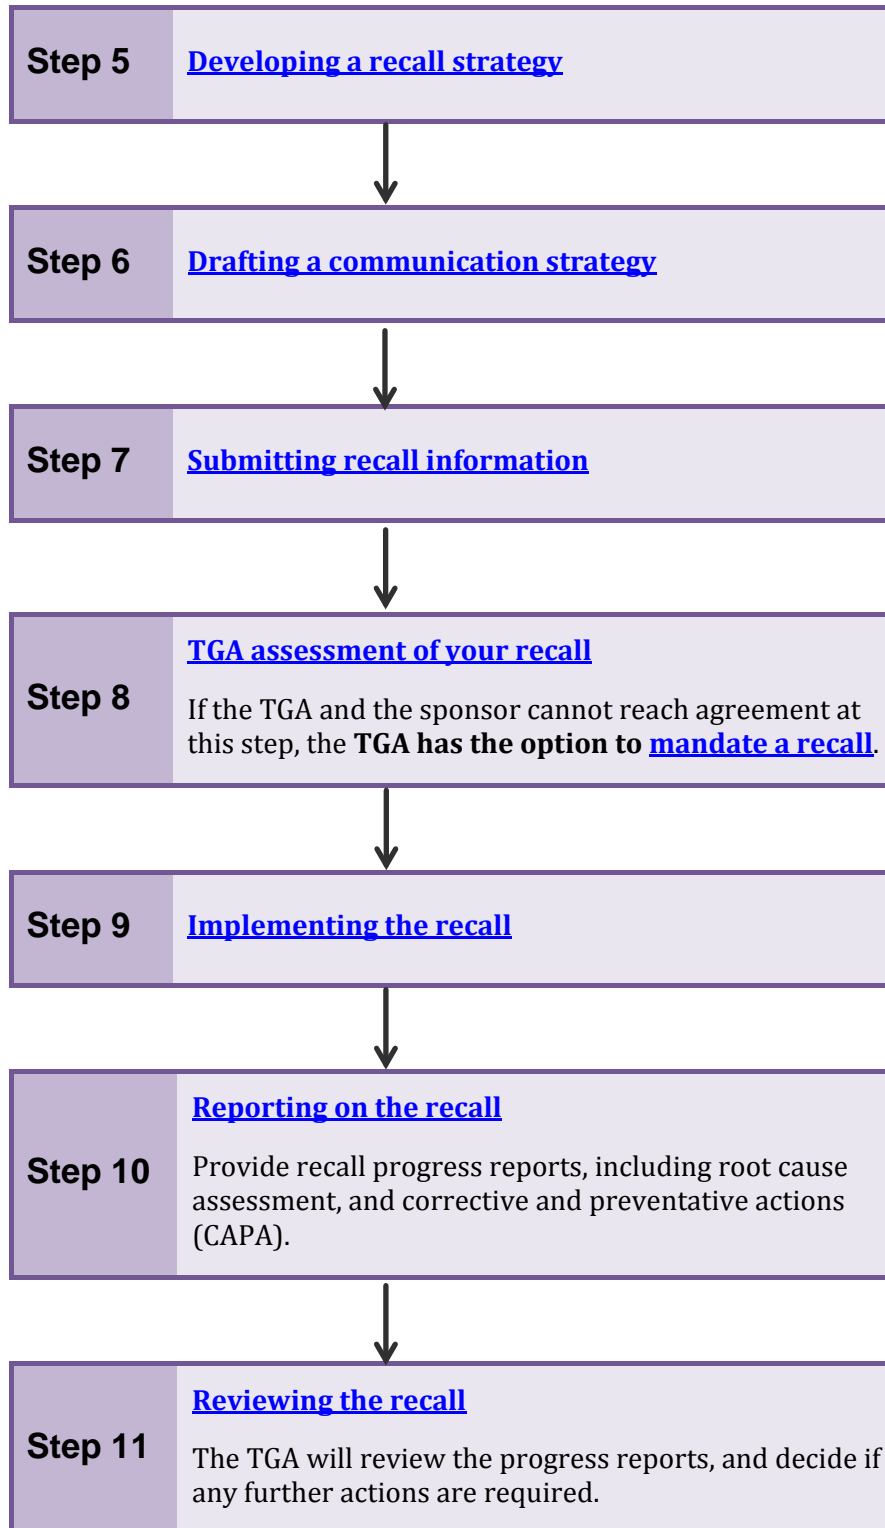 Step 5
Developing a recall strategy
Step 6
Drafting a communication strategy
Step 7
Submitting recall information
Step 8
TGA assessment of your recall
If the TGA and the sponsor cannot reach agreement at
this step, the TGA has the option to mandate a recall.
Step 9
Implementing the recall
Step 10
Reporting on the recall
Provide recall progress reports, including root cause
assessment, and corrective and preventative actions
(CAPA).
Step 11
Reviewing the recall
The TGA will review the progress reports, and decide if
any further actions are required.